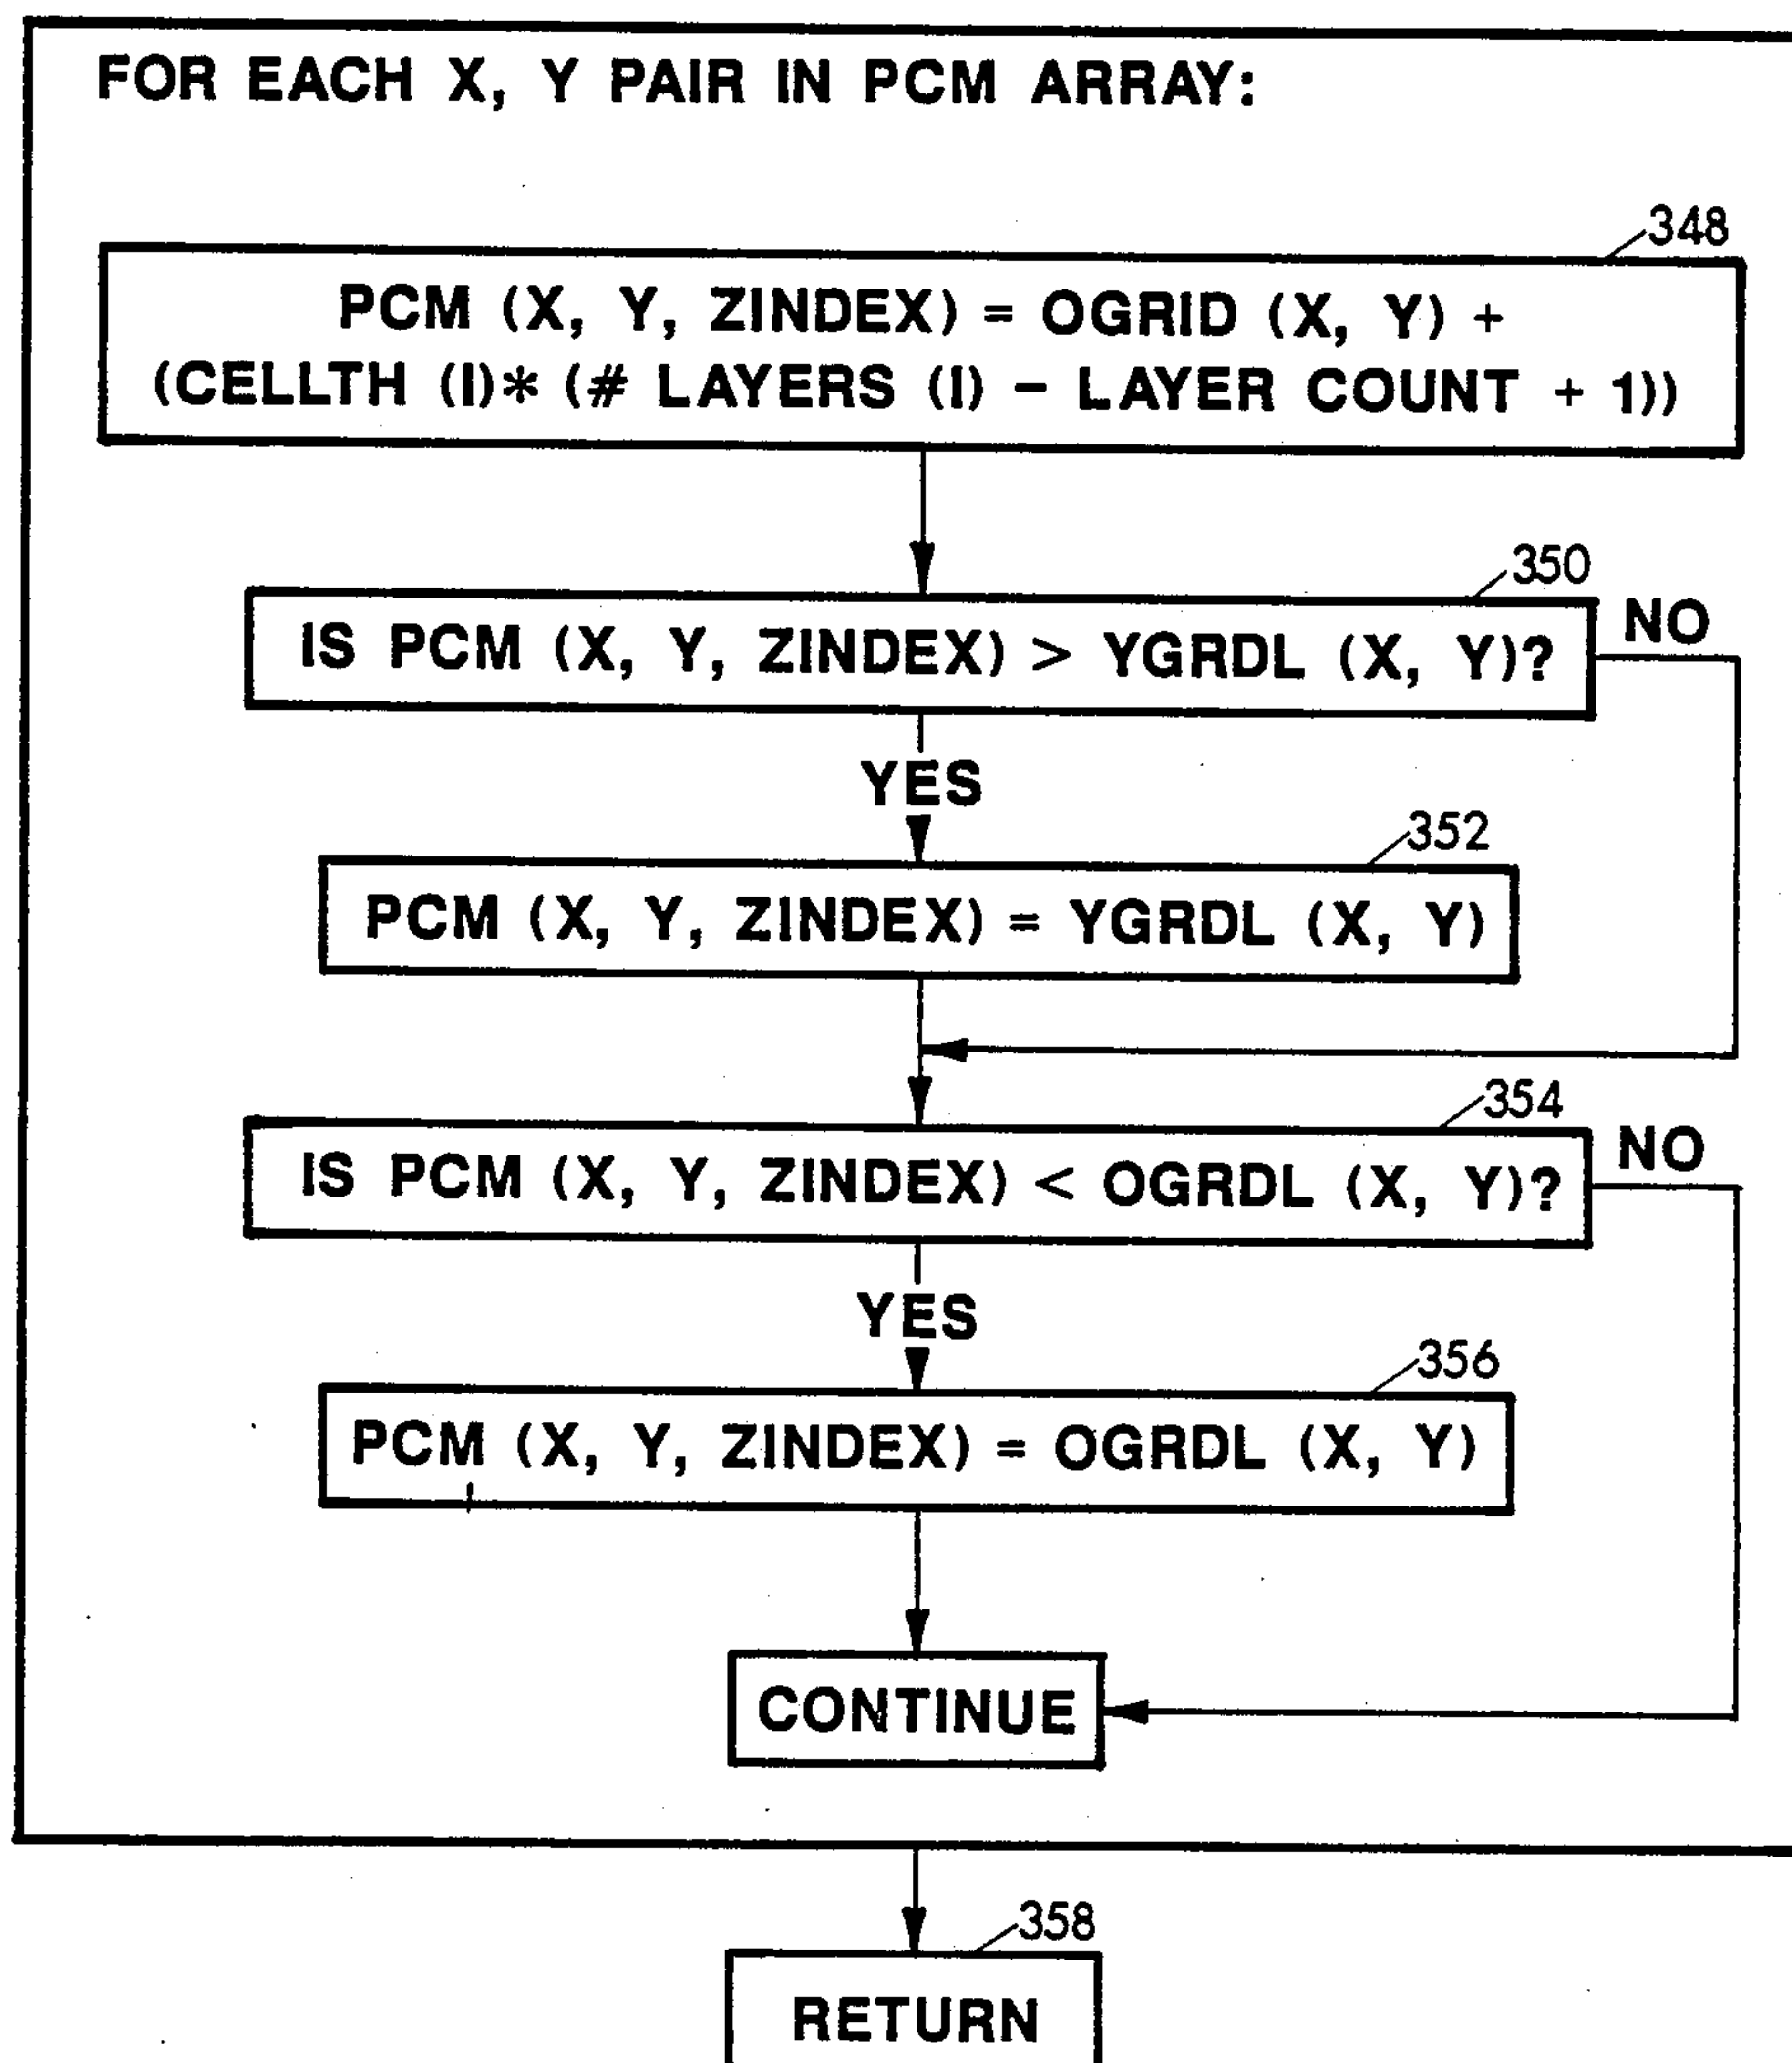 FOR EACH X, Y PAIR IN PCM ARRAY:
348
PCM (X, Y, ZINDEX) = OGRID (X, Y) +
(CELLTH (I)* (# LAYERS (I) - LAYER COUNT + 1))
350
IS PCM (X, Y, ZINDEX) > YGRDL (X, Y)?
NO
YES
352
PCM (X, Y, ZINDEX) = YGRDL (X, Y)
354
IS PCM (X, Y, ZINDEX) < OGRDL (X, Y)?
NO
YES
356
PCM (X, Y, ZINDEX) = OGRDL (X, Y)
CONTINUE
358
RETURN